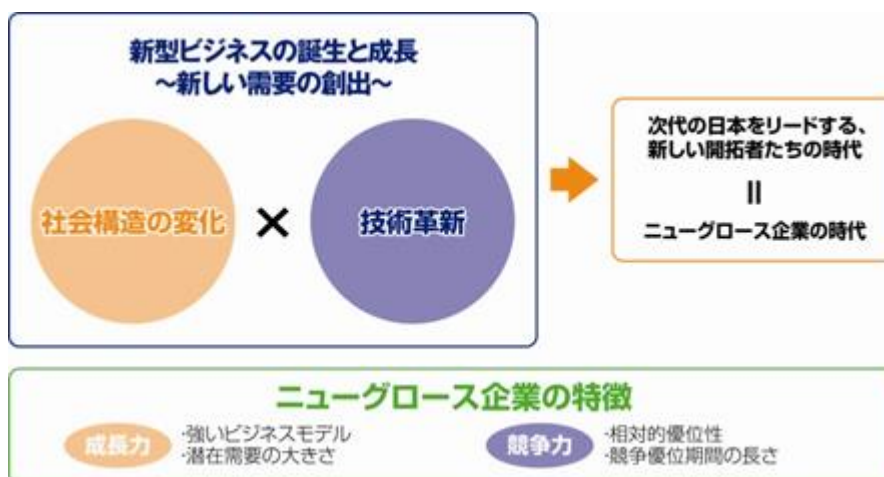 新型ビジネスの誕生と成長
~新しい需要の創出~
社会構造の変化
×
技術革新
次代の日本をリードする、
新しい開拓者たちの時代
=
ニューグロース企業の時代
ニューグロース企業の特徴
成長力
・強いビジネスモデル
・潜在需要の大きさ
競争力
・相対的優位性
・競争優位期間の長さ